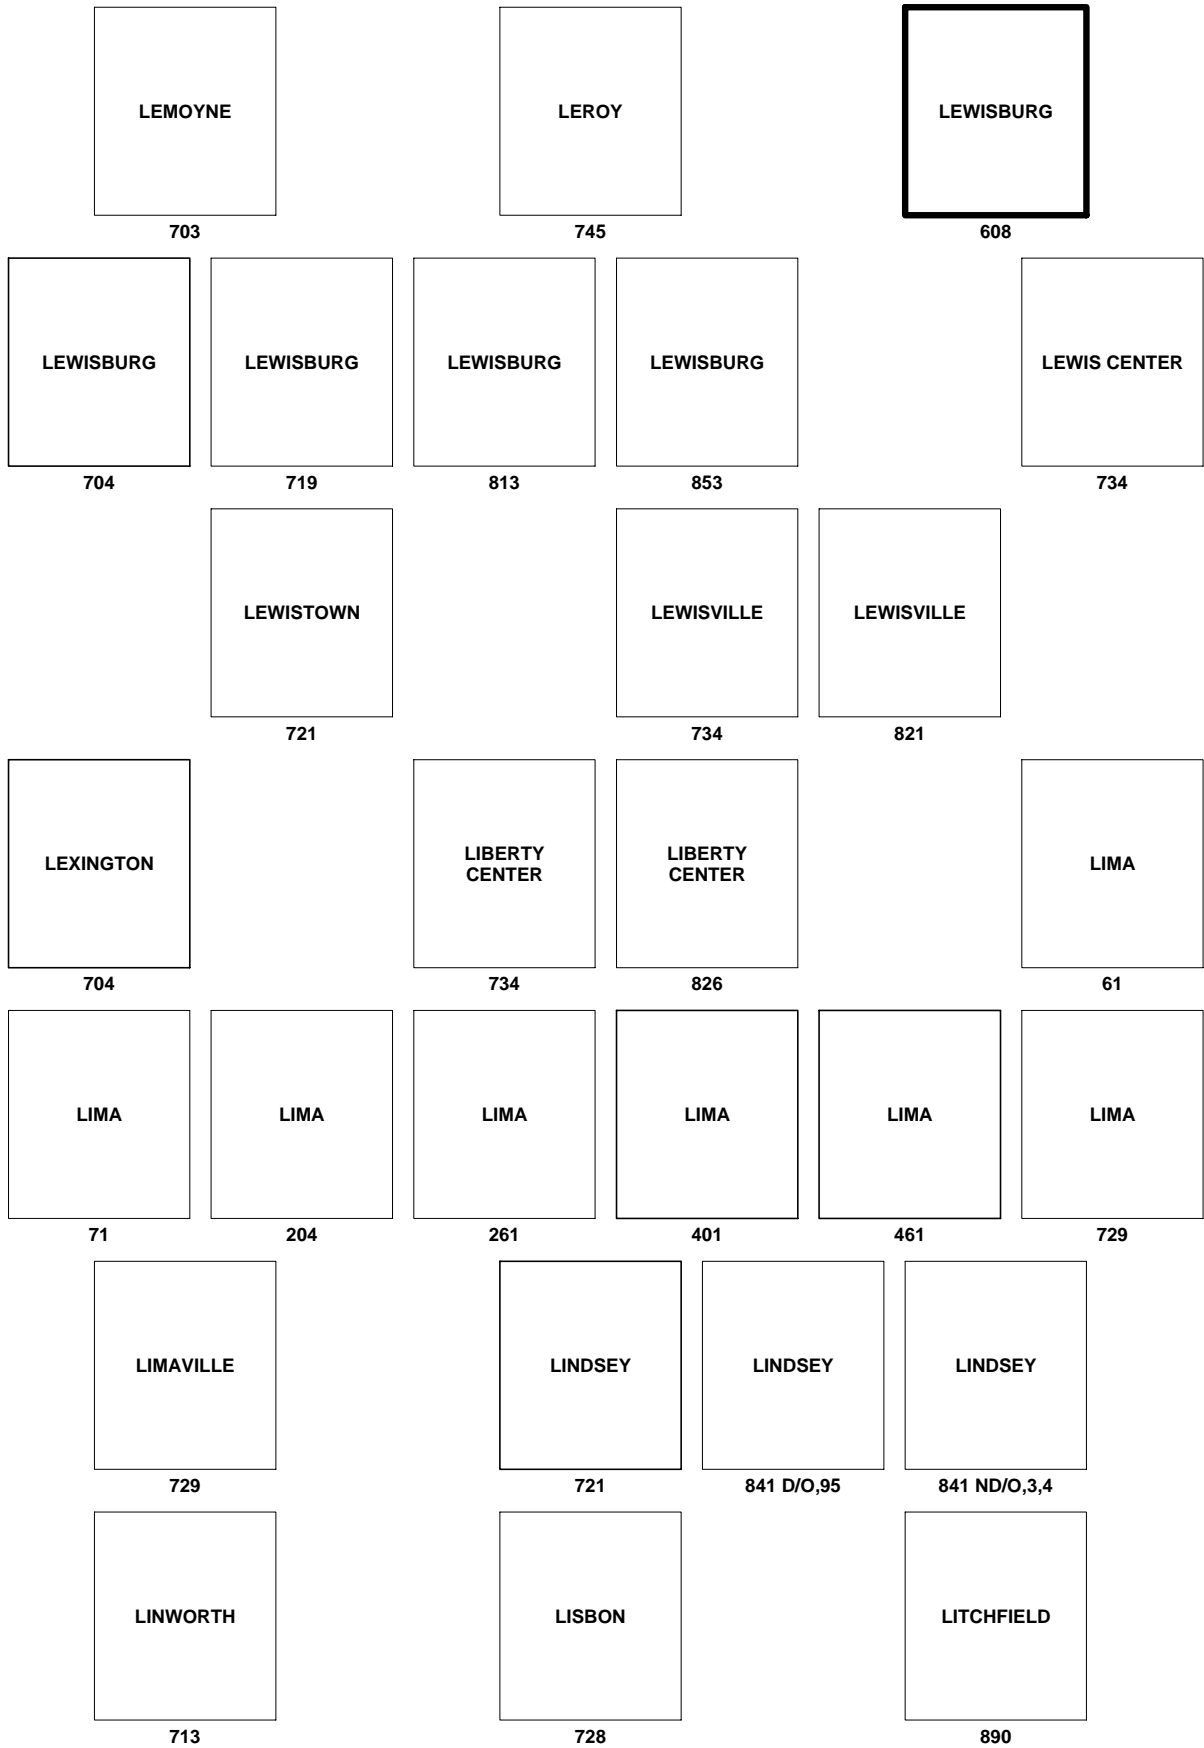 LEMOYNE LEROY LEWISBURG
703 745 608
LEWISBURG LEWISBURG LEWISBURG LEWISBURG LEWIS CENTER
704 719 813 853 734
LEWISTOWN LEWISVILLE LEWISVILLE
721 734 821
LEXINGTON LIBERTY CENTER LIBERTY CENTER LIMA
704 734 826 61
LIMA LIMA LIMA LIMA LIMA LIMA
71 204 261 401 461 729
LIMAVILLE LINDSEY LINDSEY LINDSEY
729 721 841 D/O,95 841 ND/O,3,4
LINWORTH LISBON LITCHFIELD
713 728 890